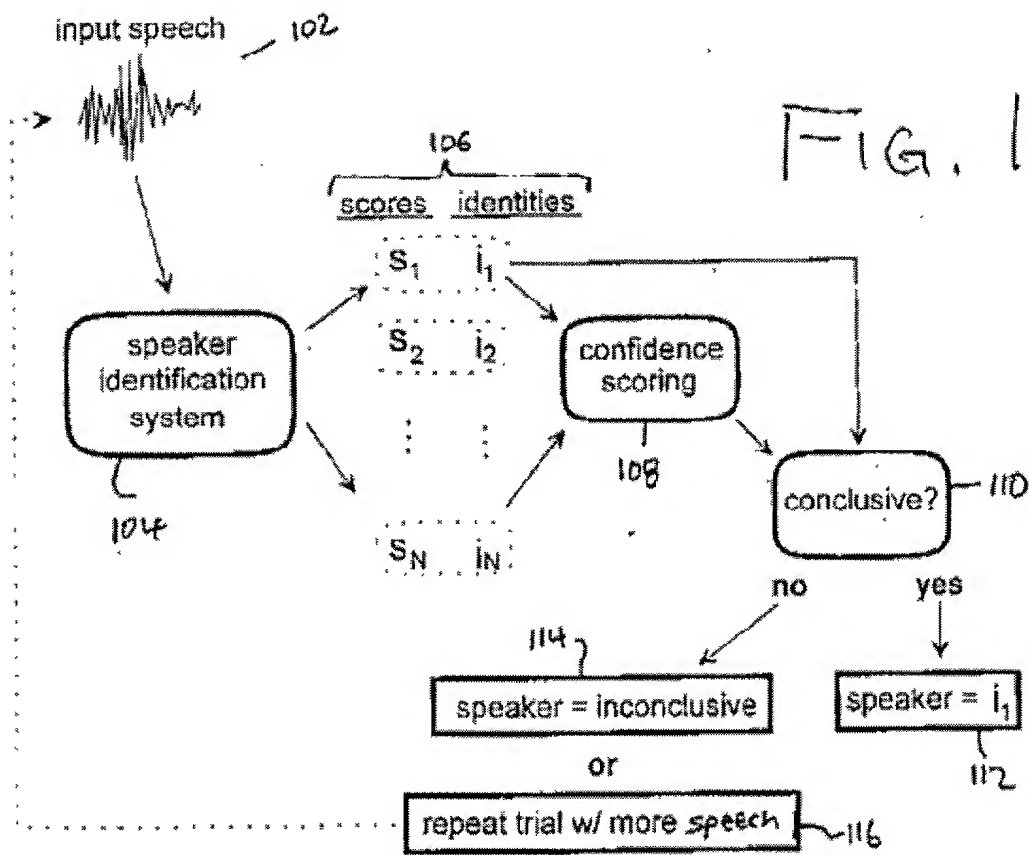 input speech 102
FIG. 1
106
scores identities
S1 i1
S2 i2
SN iN
speaker
identification
system
104
confidence
scoring
108
conclusive?
110
no yes
114
speaker = inconclusive
speaker = i1
112
or
repeat trial w/ more speech
116